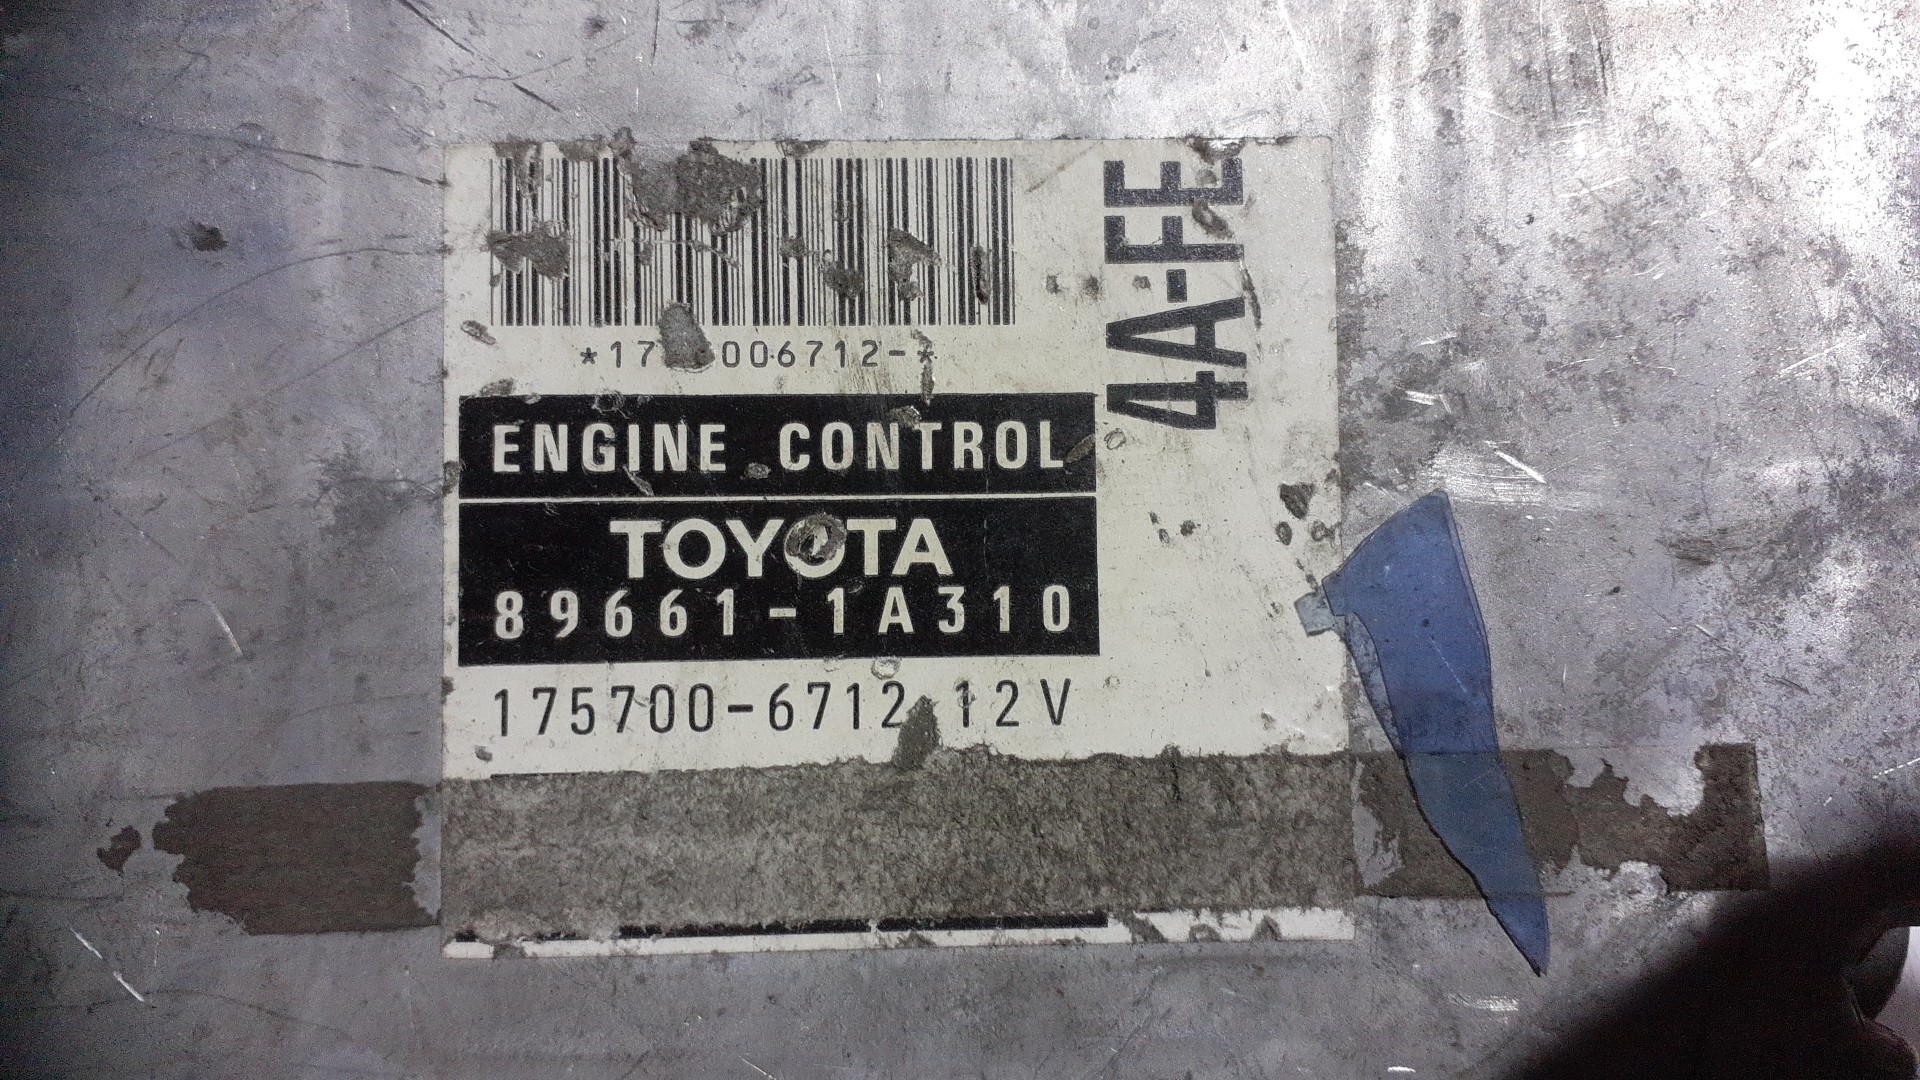 *17 006712-*
4A-FE
ENGINE CONTROL
TOYOTA
89661-1A310
175700-6712 12V